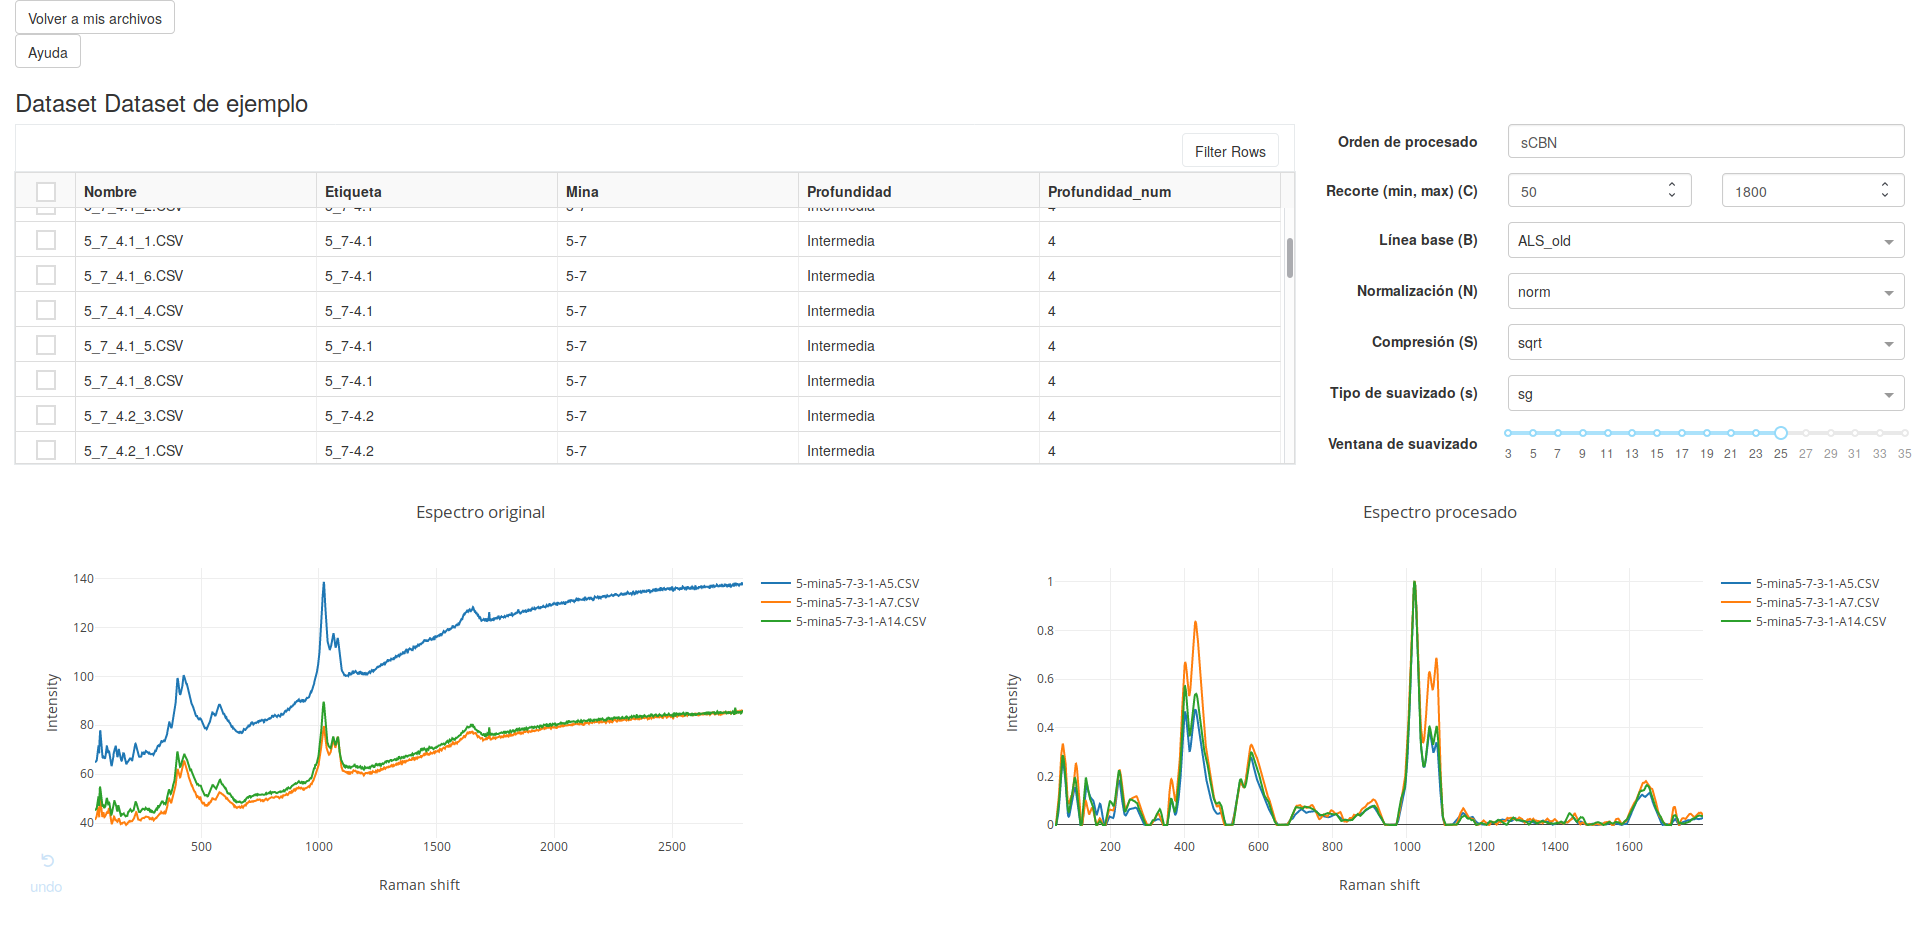 Volver a mis archivos
Ayuda
Dataset Dataset de ejemplo
Filter Rows
Nombre Etiqueta Mina Profundidad Profundidad_num
5_7_4.1_2.CSV 5_7-4.1 5-7 Intermedia 4
5_7_4.1_1.CSV 5_7-4.1 5-7 Intermedia 4
5_7_4.1_6.CSV 5_7-4.1 5-7 Intermedia 4
5_7_4.1_4.CSV 5_7-4.1 5-7 Intermedia 4
5_7_4.1_5.CSV 5_7-4.1 5-7 Intermedia 4
5_7_4.1_8.CSV 5_7-4.1 5-7 Intermedia 4
5_7_4.2_3.CSV 5_7-4.2 5-7 Intermedia 4
5_7_4.2_1.CSV 5_7-4.2 5-7 Intermedia 4
Orden de procesado sCBN
Recorte (min, max) (C) 50 1800
Línea base (B) ALS_old
Normalización (N) norm
Compresión (S) sqrt
Tipo de suavizado (s) sg
Ventana de suavizado
3 5 7 9 11 13 15 17 19 21 23 25 27 29 31 33 35
Espectro original
140
120
100
80
60
40
Intensity
500 1000 1500 2000 2500
Raman shift
5-mina5-7-3-1-A5.CSV
5-mina5-7-3-1-A7.CSV
5-mina5-7-3-1-A14.CSV
undo
Espectro procesado
1
0.8
0.6
0.4
0.2
0
Intensity
200 400 600 800 1000 1200 1400 1600
Raman shift
5-mina5-7-3-1-A5.CSV
5-mina5-7-3-1-A7.CSV
5-mina5-7-3-1-A14.CSV